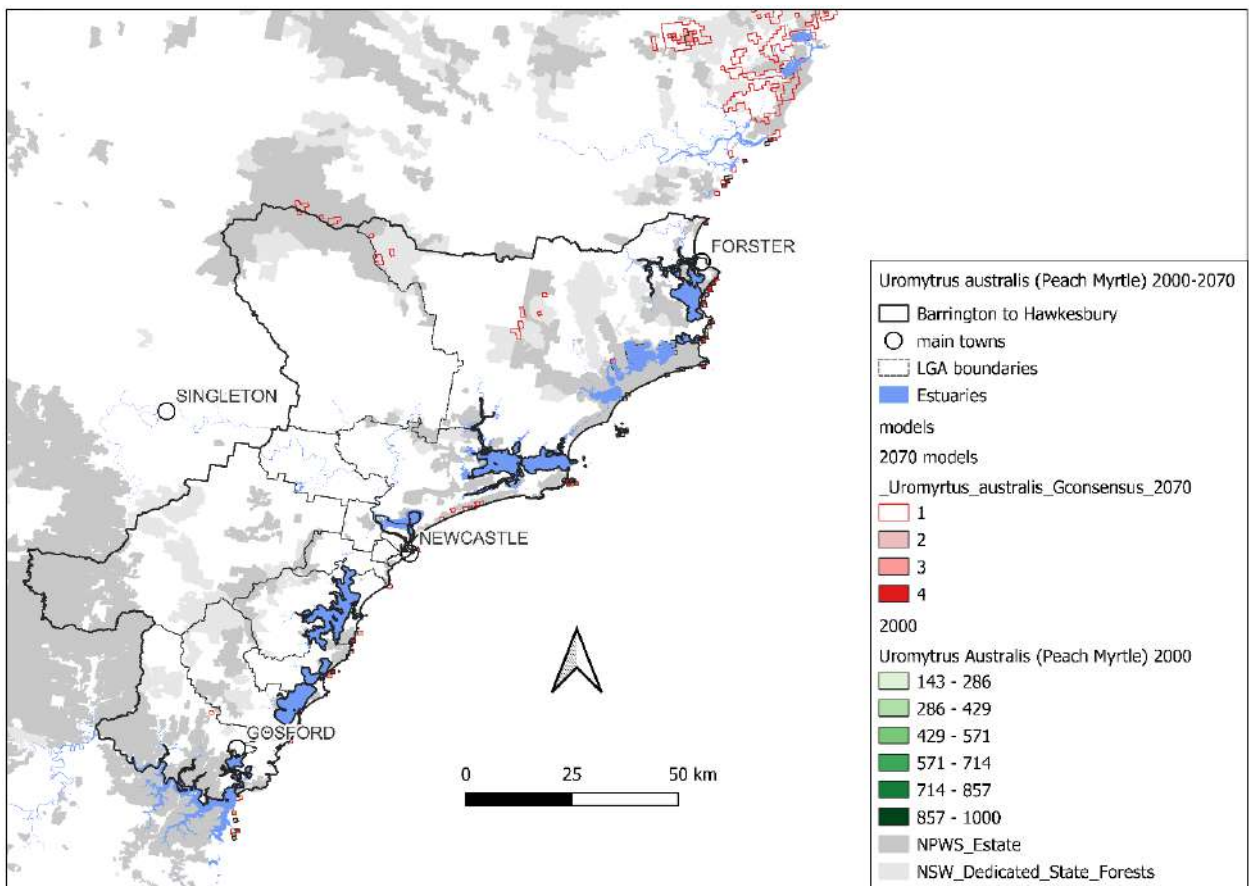 FORSTER
SINGLETON
NEWCASTLE
GOSFORD
0 25 50 km
Uromytrus australis (Peach Myrtle) 2000-2070
Barrington to Hawkesbury
main towns
LGA boundaries
Estuaries
models
2070 models
_Uromyrtus_australis_Gconsensus_2070
1
2
3
4
2000
Uromytrus Australis (Peach Myrtle) 2000
143 - 286
286 - 429
429 - 571
571 - 714
714 - 857
857 - 1000
NPWS_Estate
NSW_Dedicated_State_Forests